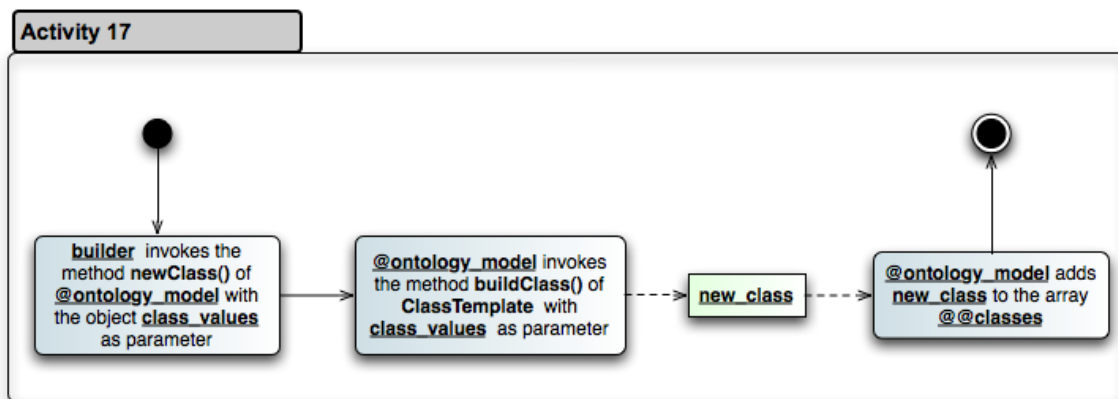 Activity 17
builder invokes the
method newClass() of
@ontology_model with
the object class_values
as parameter
@ontology_model invokes
the method buildClass() of
ClassTemplate with
class_values as parameter
new_class
@ontology_model adds
new_class to the array
@@classes